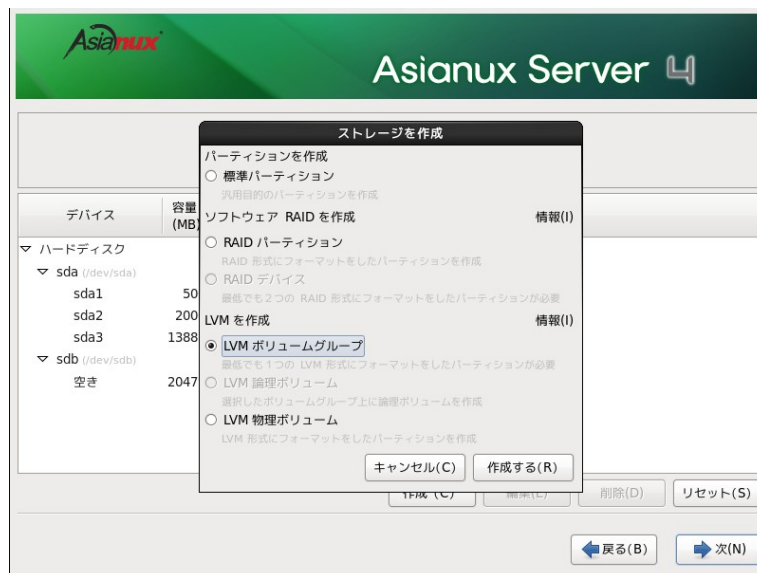 Asianux
Asianux Server 4
ストレージを作成
パーティションを作成
標準パーティション
汎用目的のパーティションを作成
ソフトウェア RAID を作成 情報(I)
RAID パーティション
RAID 形式にフォーマットをしたパーティションを作成
RAID デバイス
最低でも2つの RAID 形式にフォーマットをしたパーティションが必要
LVM を作成 情報(I)
LVM ボリュームグループ
最低でも1つの LVM 形式にフォーマットをしたパーティションが必要
LVM 論理ボリューム
選択したボリュームグループ上に論理ボリュームを作成
LVM 物理ボリューム
LVM 形式にフォーマットをしたパーティションを作成
キャンセル(C) 作成する(R)
デバイス 容量
(MB)
ハードディスク
sda (/dev/sda)
sda1 50
sda2 200
sda3 1388
sdb (/dev/sdb)
空き 2047
削除(D) リセット(S)
戻る(B) 次(N)